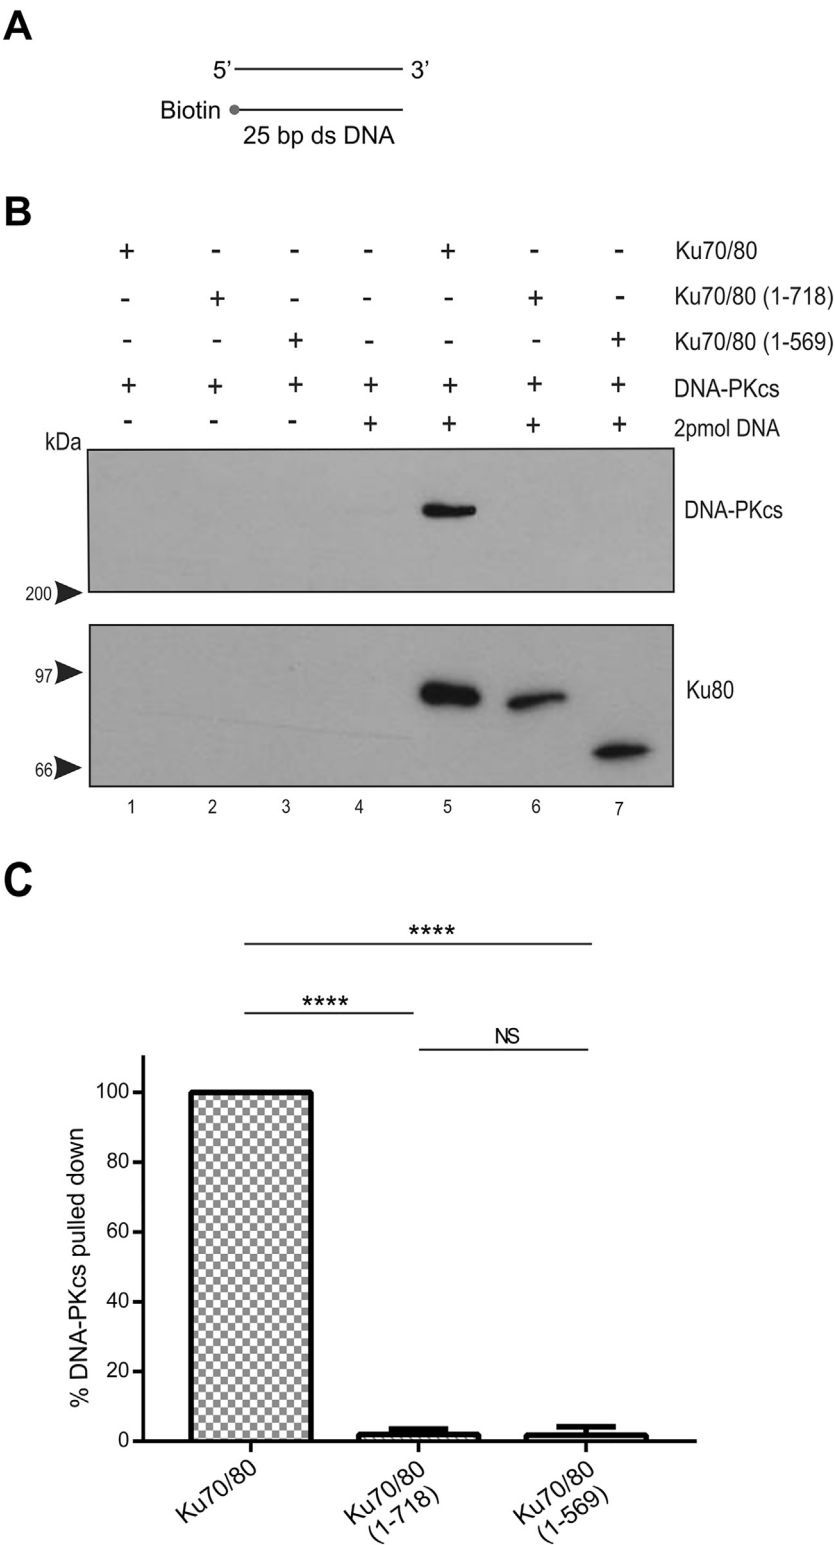 A
5’ 3’
Biotin
25 bp ds DNA
B
+ - - - + - - Ku70/80
- + - - - + - Ku70/80 (1-718)
- - + - - - + Ku70/80 (1-569)
+ + + + + + + DNA-PKcs
- - - + + + + 2pmol DNA
kDa
DNA-PKcs
200
97
Ku80
66
1 2 3 4 5 6 7
C
****
****
NS
100
80
60
40
20
0
% DNA-PKcs pulled down
Ku70/80
Ku70/80
(1-718)
Ku70/80
(1-569)